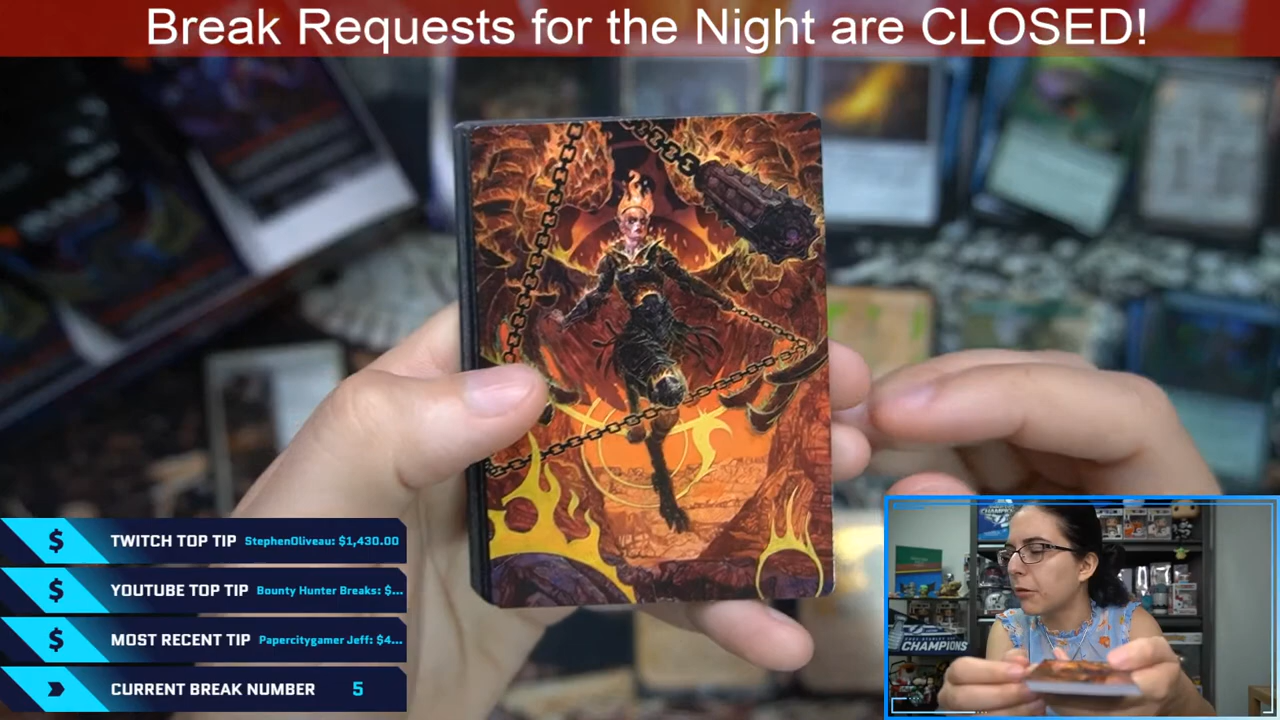 Break Requests for the Night are CLOSED!
$ TWITCH TOP TIP StephenOliveau: $1,430.00
$ YOUTUBE TOP TIP Bounty Hunter Breaks: $...
$ MOST RECENT TIP Papercitygamer Jeff: $4...
CURRENT BREAK NUMBER 5
CHAMPIONS